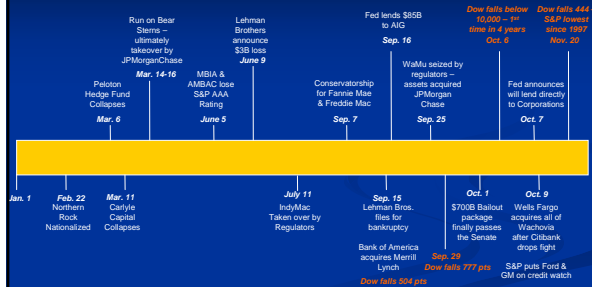 Run on Bear
Sterns –
ultimately
takeover by
JPMorganChase
Mar. 14-16
Lehman
Brothers
announce
$3B loss
June 9
Fed lends $85B
to AIG
Sep. 16
Dow falls below
10,000 – 1st
time in 4 years
Oct. 6
Dow falls 444
S&P lowest
since 1997
Nov. 20
Peloton
Hedge Fund
Collapses
Mar. 6
MBIA &
AMBAC lose
S&P AAA
Rating
June 5
Conservatorship
for Fannie Mae
& Freddie Mac
Sep. 7
WaMu seized by
regulators –
assets acquired
JPMorgan
Chase
Sep. 25
Fed announces
will lend directly
to Corporations
Oct. 7
Jan. 1
Feb. 22
Northern
Rock
Nationalized
Mar. 11
Carlyle
Capital
Collapses
July 11
IndyMac
Taken over by
Regulators
Sep. 15
Lehman Bros.
files for
bankruptcy
Bank of America
acquires Merrill
Lynch
Dow falls 504 pts
Sep. 29
Dow falls 777 pts
Oct. 1
$700B Bailout
package
finally passes
the Senate
Oct. 9
Wells Fargo
acquires all of
Wachovia
after Citibank
drops fight
S&P puts Ford &
GM on credit watch